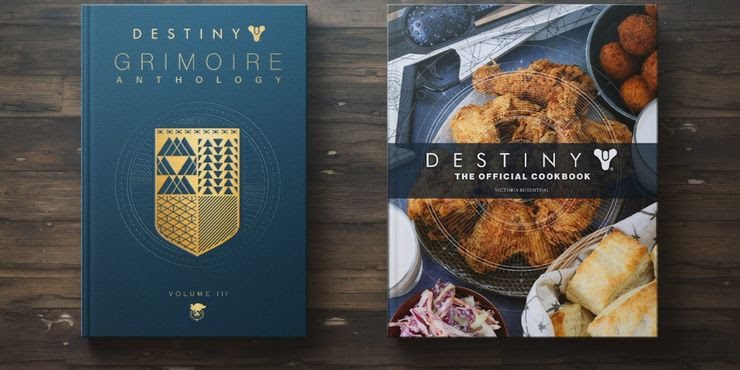 DESTINY
GRIMOIRE
ANTHOLOGY
VOLUME III
DESTINY
THE OFFICIAL COOKBOOK
VICTORIA ROSENTHAL